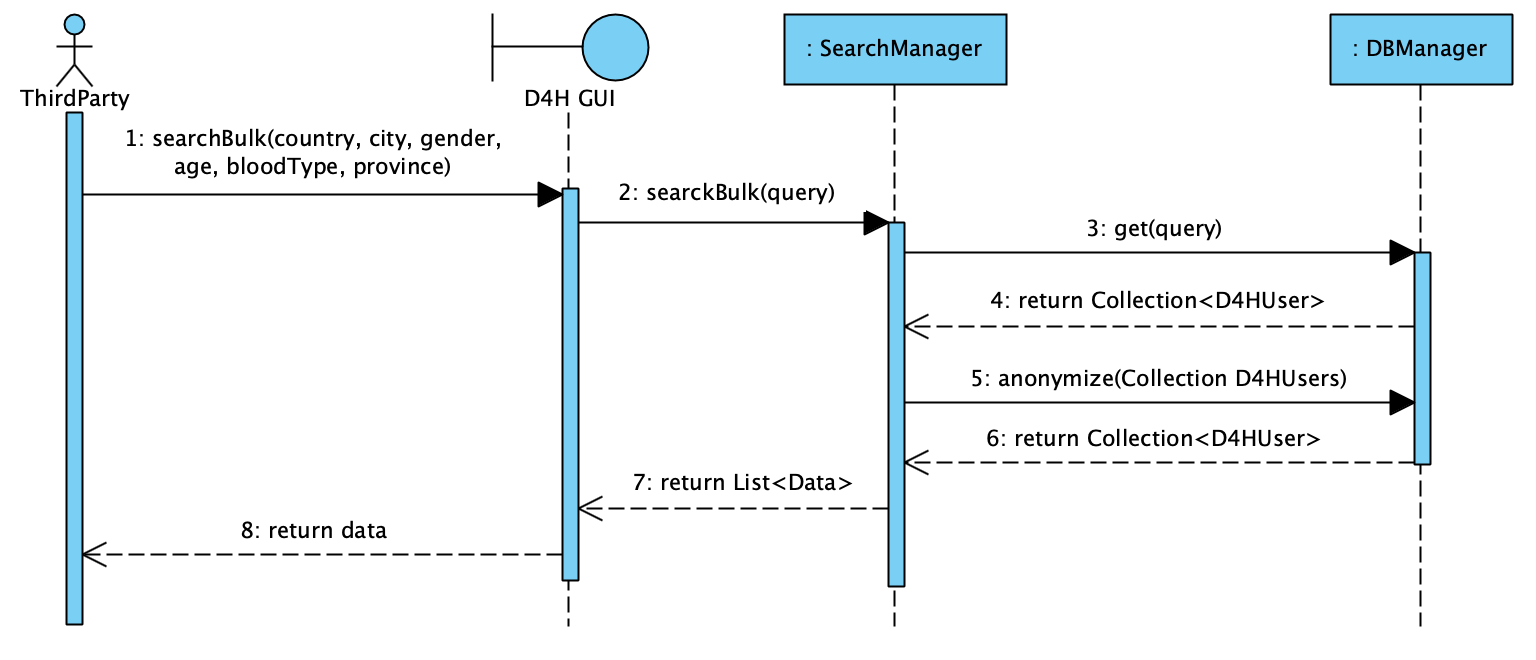 ThirdParty
D4H GUI
: SearchManager
: DBManager
1: searchBulk(country, city, gender,
age, bloodType, province)
2: searckBulk(query)
3: get(query)
4: return Collection<D4HUser>
5: anonymize(Collection D4HUsers)
6: return Collection<D4HUser>
7: return List<Data>
8: return data